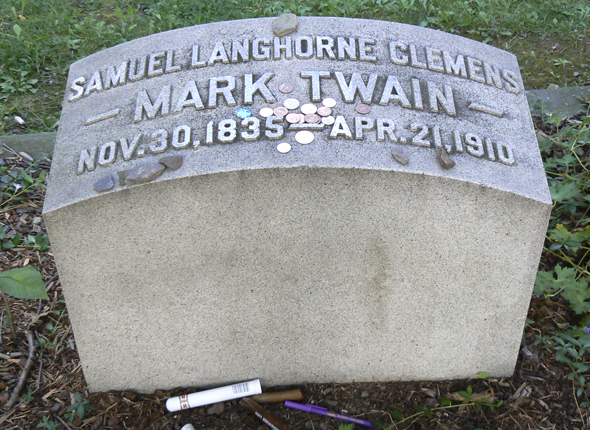 SAMUEL LANGHORNE CLEMENS
— MARK TWAIN —
NOV. 30, 1835 — APR. 21, 1910